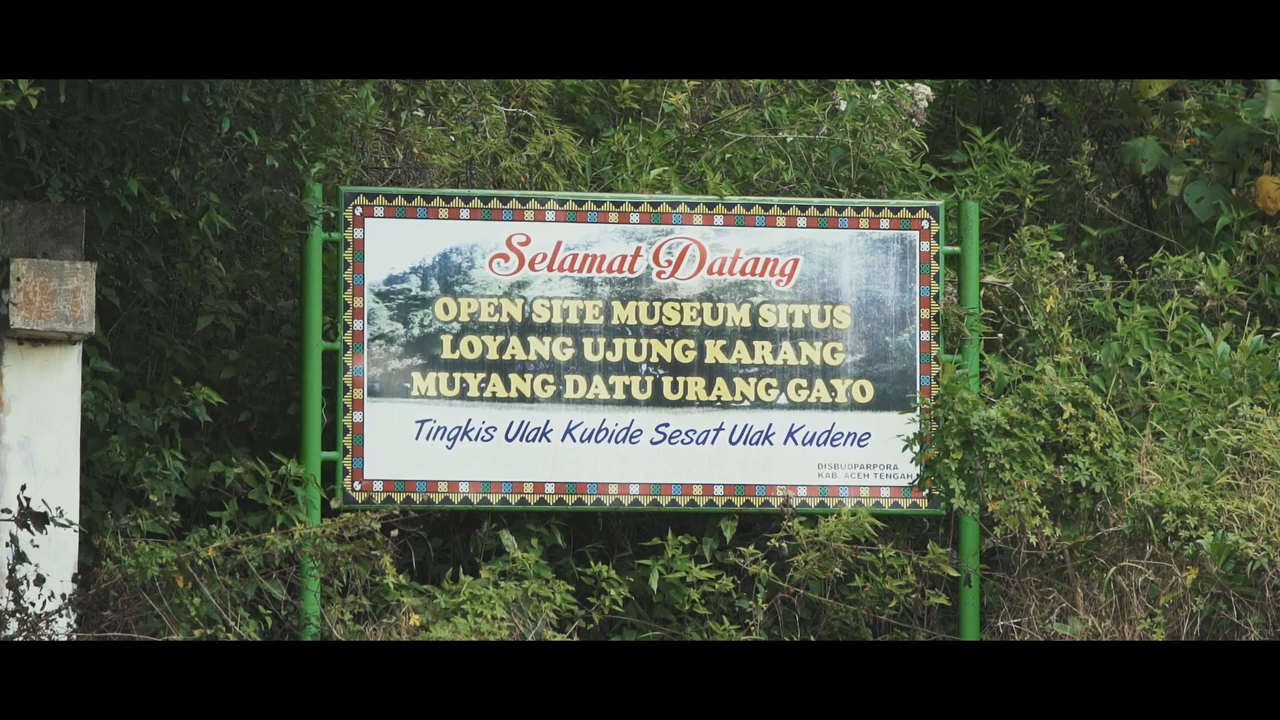 Selamat Datang
OPEN SITE MUSEUM SITUS
LOYANG UJUNG KARANG
MUYANG DATU URANG GAYO
Tingkis Ulak Kubide Sesat Ulak Kudene
DISBUDPARPORA
KAB. ACEH TENGAH